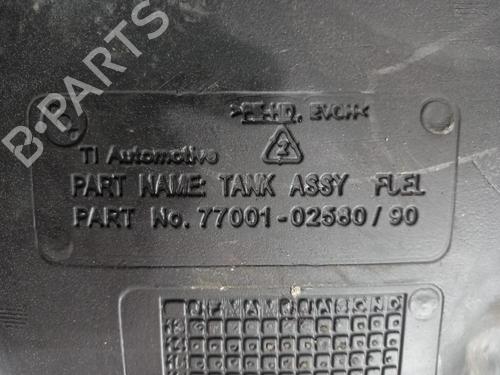 >PE-HD, EVOH<
2
TI Automotive
PART NAME: TANK ASSY FUEL
PART No. 77001-02580/90
J F M A M J J A S O N D
B-PARTS